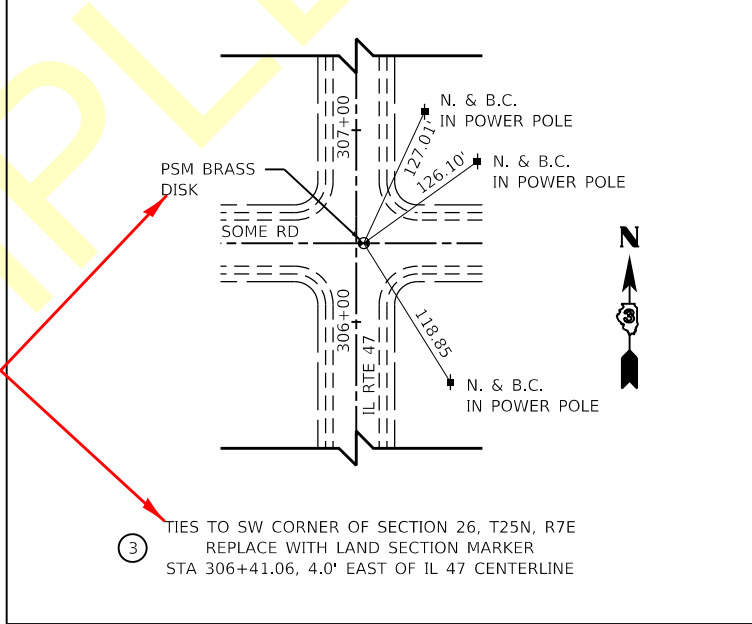 307+00
N. & B.C.
IN POWER POLE
127.01'
126.10'
N. & B.C.
IN POWER POLE
PSM BRASS
DISK
SOME RD
N
3
306+00
IL RTE 47
118.85
N. & B.C.
IN POWER POLE
3
TIES TO SW CORNER OF SECTION 26, T25N, R7E
REPLACE WITH LAND SECTION MARKER
STA 306+41.06, 4.0' EAST OF IL 47 CENTERLINE